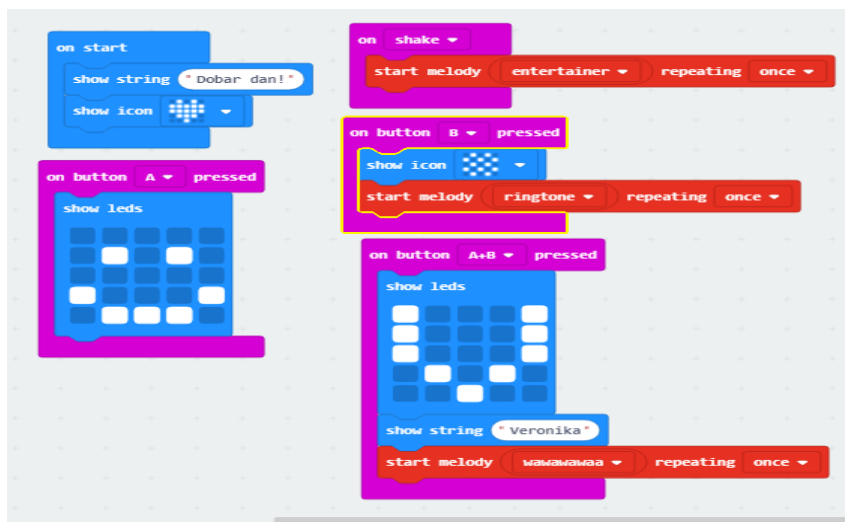 on start
show string " Dobar dan! "
show icon
on button A pressed
show leds
on shake
start melody entertainer repeating once
on button B pressed
show icon
start melody ringtone repeating once
on button A+B pressed
show leds
show string " Veronika "
start melody wawawawaa repeating once